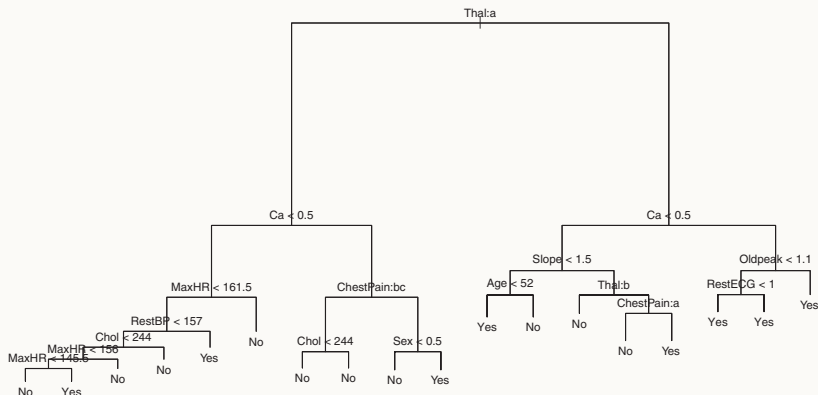 Thal:a
Ca < 0.5
Ca < 0.5
Slope < 1.5
Oldpeak < 1.1
MaxHR < 161.5
ChestPain:bc
Age < 52
Thal:b
RestECG < 1
ChestPain:a
Yes
RestBP < 157
Yes
No
No
Yes
Yes
Chol < 244
No
Chol < 244
Sex < 0.5
No
Yes
MaxHR < 156
Yes
MaxHR < 145.5
No
No
No
No
No
Yes
No
Yes